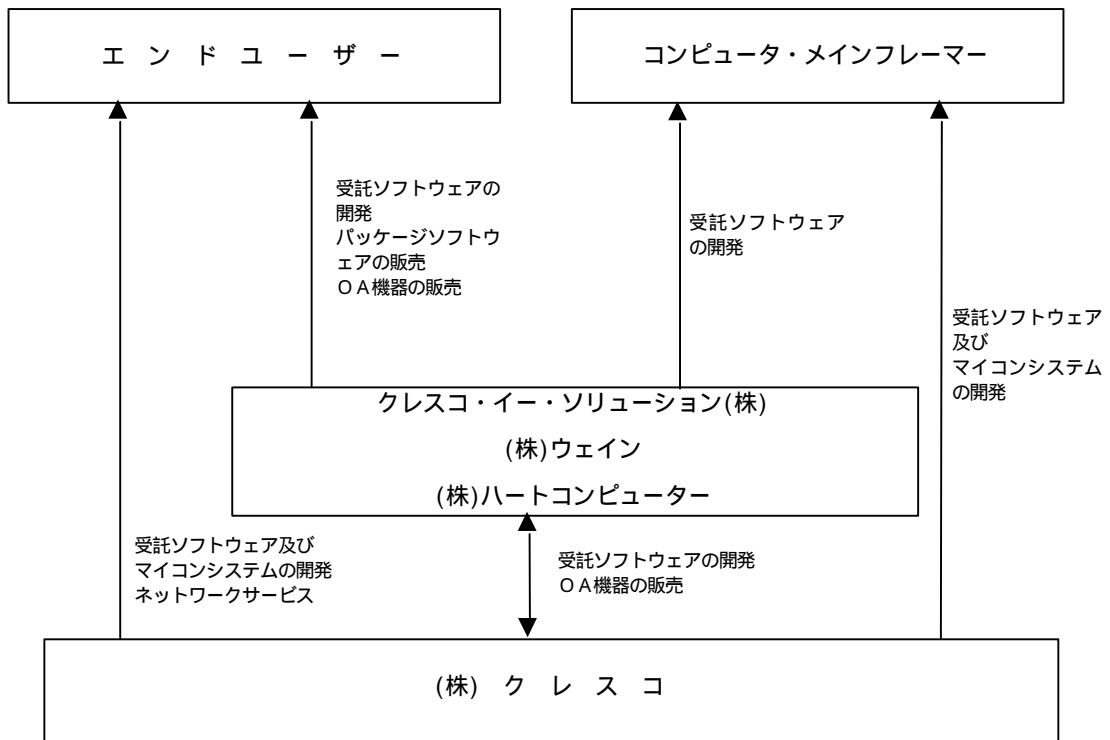 エ ン ド ユ ー ザ ー
コンピュータ・メインフレーマー
受託ソフトウェアの
開発
パッケージソフトウ
ェアの販売
ＯＡ機器の販売
受託ソフトウェア
の開発
受託ソフトウェア
及び
マイコンシステム
の開発
クレスコ・イー・ソリューション(株)
(株)ウェイン
(株)ハートコンピューター
受託ソフトウェア及び
マイコンシステムの開発
ネットワークサービス
受託ソフトウェアの開発
ＯＡ機器の販売
(株) ク レ ス コ